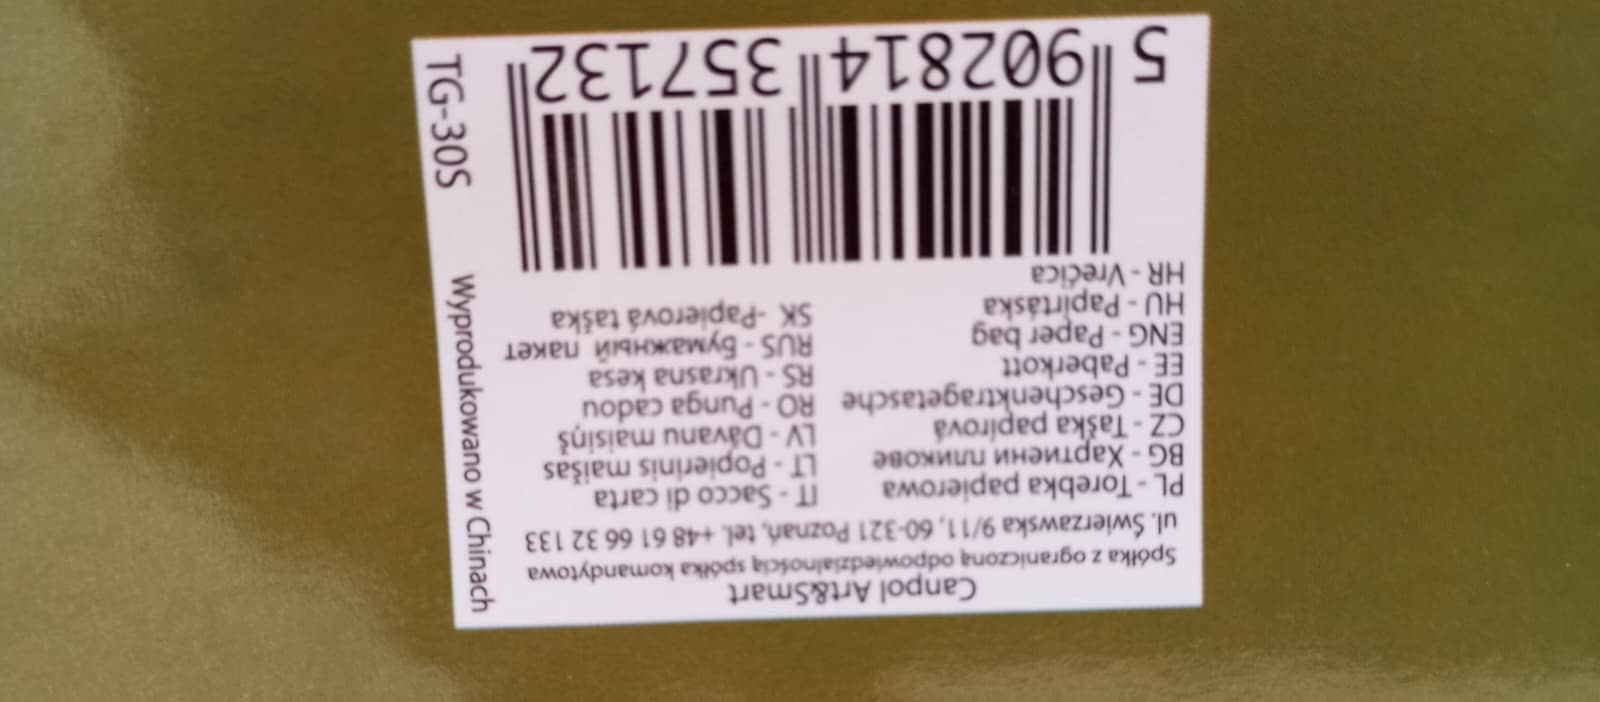 Canpol Art&Smart
Spółka z ograniczoną odpowiedzialnością spółka komandytowa
ul. Świerzawska 9/11, 60-321 Poznań, tel. +48 61 66 32 133
PL - Torebka papierowa
BG - Хартиени пликове
CZ - Taška papírová
DE - Geschenktragetasche
EE - Paberkott
ENG - Paper bag
HU - Papírtáska
HR - Vrećica
IT - Sacco di carta
LT - Popierinis maišas
LV - Dāvanu maisiņš
RO - Punga cadou
RS - Ukrasna kesa
RUS - Бумажный пакет
SK -Papierová taška
5 902814 357132
TG-30S
Wyprodukowano w Chinach